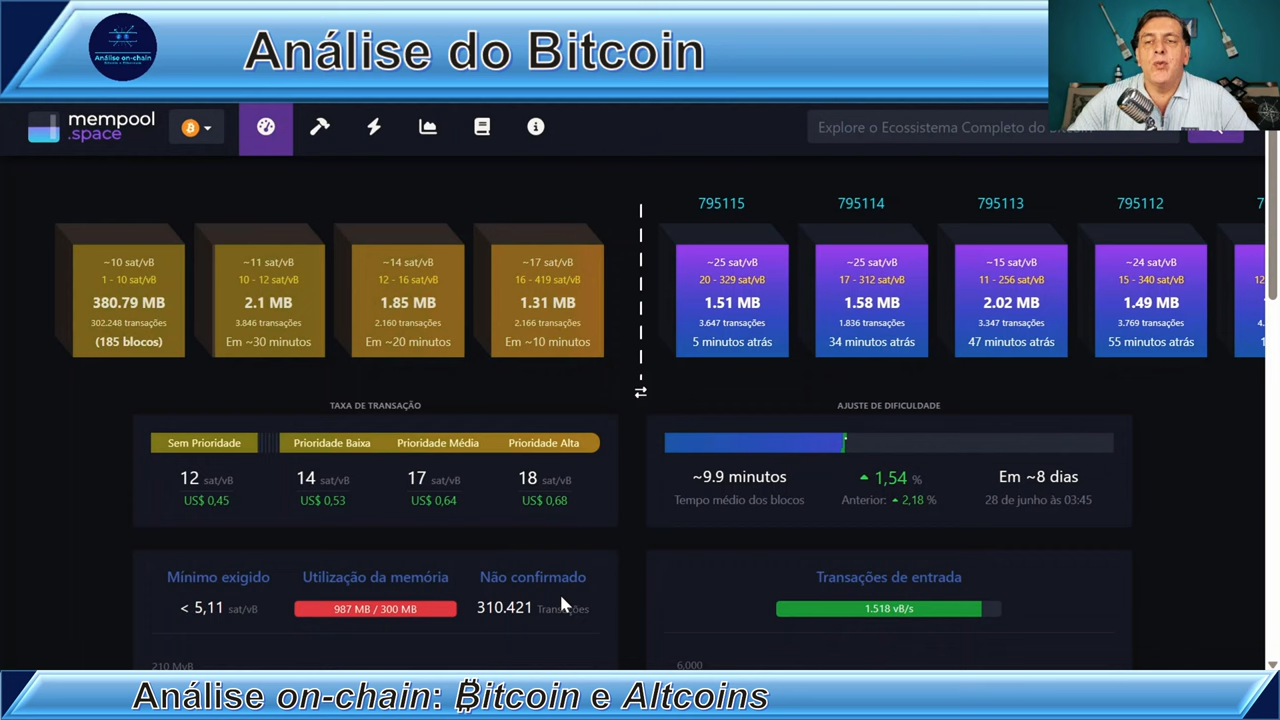 Análise do Bitcoin
Análise on-chain
mempool
.space
Explore o Ecossistema Completo do
795115
795114
795113
795112
~10 sat/vB
1 - 10 sat/vB
380.79 MB
302.248 transações
(185 blocos)
~11 sat/vB
10 - 12 sat/vB
2.1 MB
3.846 transações
Em ~30 minutos
~14 sat/vB
12 - 16 sat/vB
1.85 MB
2.160 transações
Em ~20 minutos
~17 sat/vB
16 - 419 sat/vB
1.31 MB
2.166 transações
Em ~10 minutos
~25 sat/vB
20 - 329 sat/vB
1.51 MB
3.647 transações
5 minutos atrás
~25 sat/vB
17 - 312 sat/vB
1.58 MB
1.836 transações
34 minutos atrás
~15 sat/vB
11 - 256 sat/vB
2.02 MB
3.347 transações
47 minutos atrás
~24 sat/vB
15 - 340 sat/vB
1.49 MB
3.769 transações
55 minutos atrás
TAXA DE TRANSAÇÃO
Sem Prioridade Prioridade Baixa Prioridade Média Prioridade Alta
12 sat/vB 14 sat/vB 17 sat/vB 18 sat/vB
US$ 0,45 US$ 0,53 US$ 0,64 US$ 0,68
AJUSTE DE DIFICULDADE
~9.9 minutos 1,54 % Em ~8 dias
Tempo médio dos blocos Anterior: 2,18 % 28 de junho às 03:45
Mínimo exigido Utilização da memória Não confirmado
< 5,11 sat/vB 987 MB / 300 MB 310.421
210 MvB
Transações de entrada
1.518 vB/s
6,000
Análise on-chain: ₿itcoin e Altcoins